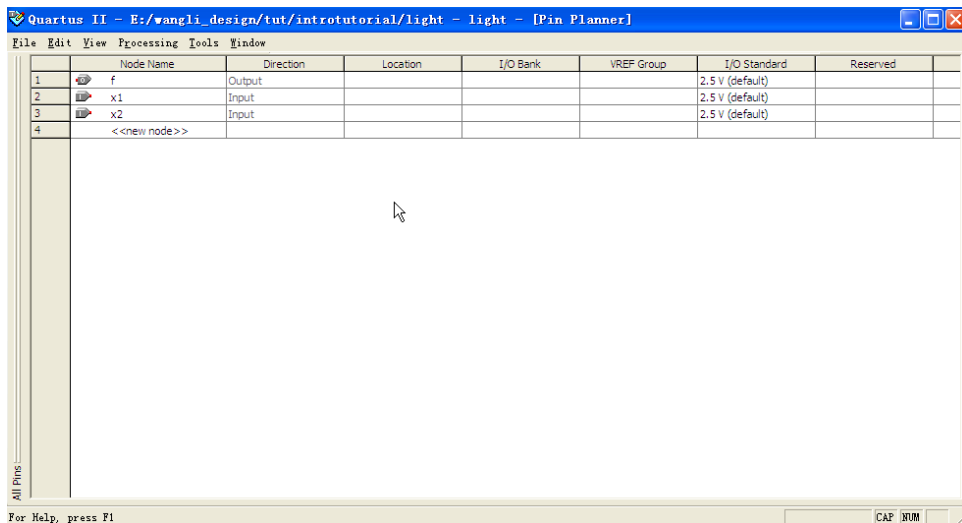 Quartus II - E:/wangli_design/tut/introtutorial/light - light - [Pin Planner]
File Edit View Processing Tools Window
Node Name Direction Location I/O Bank VREF Group I/O Standard Reserved
1 f Output 2.5 V (default)
2 x1 Input 2.5 V (default)
3 x2 Input 2.5 V (default)
4 <<new node>>
All Pins
For Help, press F1 CAP NUM